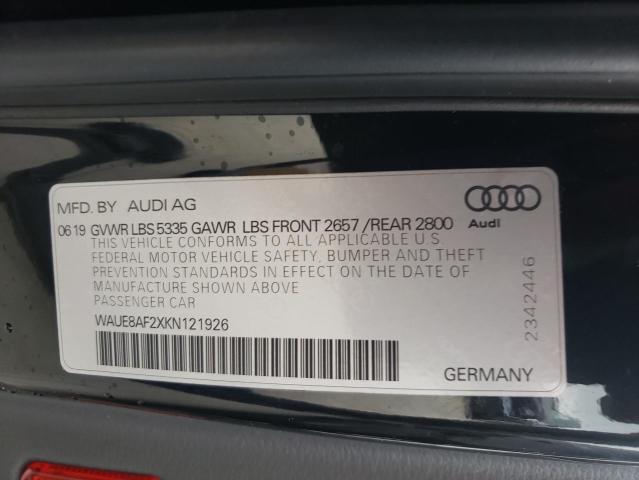 MFD. BY AUDI AG
Audi
06 19 GVWR LBS 5335 GAWR LBS FRONT 2657 /REAR 2800
THIS VEHICLE CONFORMS TO ALL APPLICABLE U.S.
FEDERAL MOTOR VEHICLE SAFETY, BUMPER AND THEFT
PREVENTION STANDARDS IN EFFECT ON THE DATE OF
MANUFACTURE SHOWN ABOVE
PASSENGER CAR
WAUE8AF2XKN121926
2342446
GERMANY